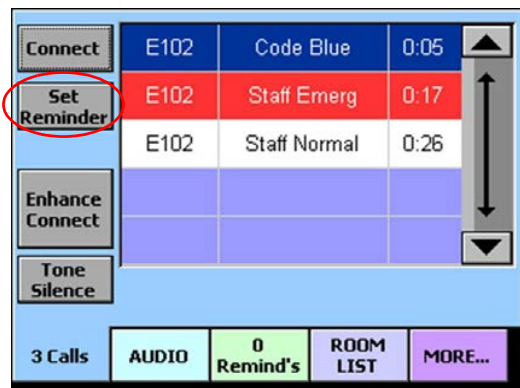 Connect
E102 Code Blue 0:05
Set
Reminder
E102 Staff Emerg 0:17
E102 Staff Normal 0:26
Enhance
Connect
Tone
Silence
3 Calls
AUDIO
0
Remind's
ROOM
LIST
MORE...